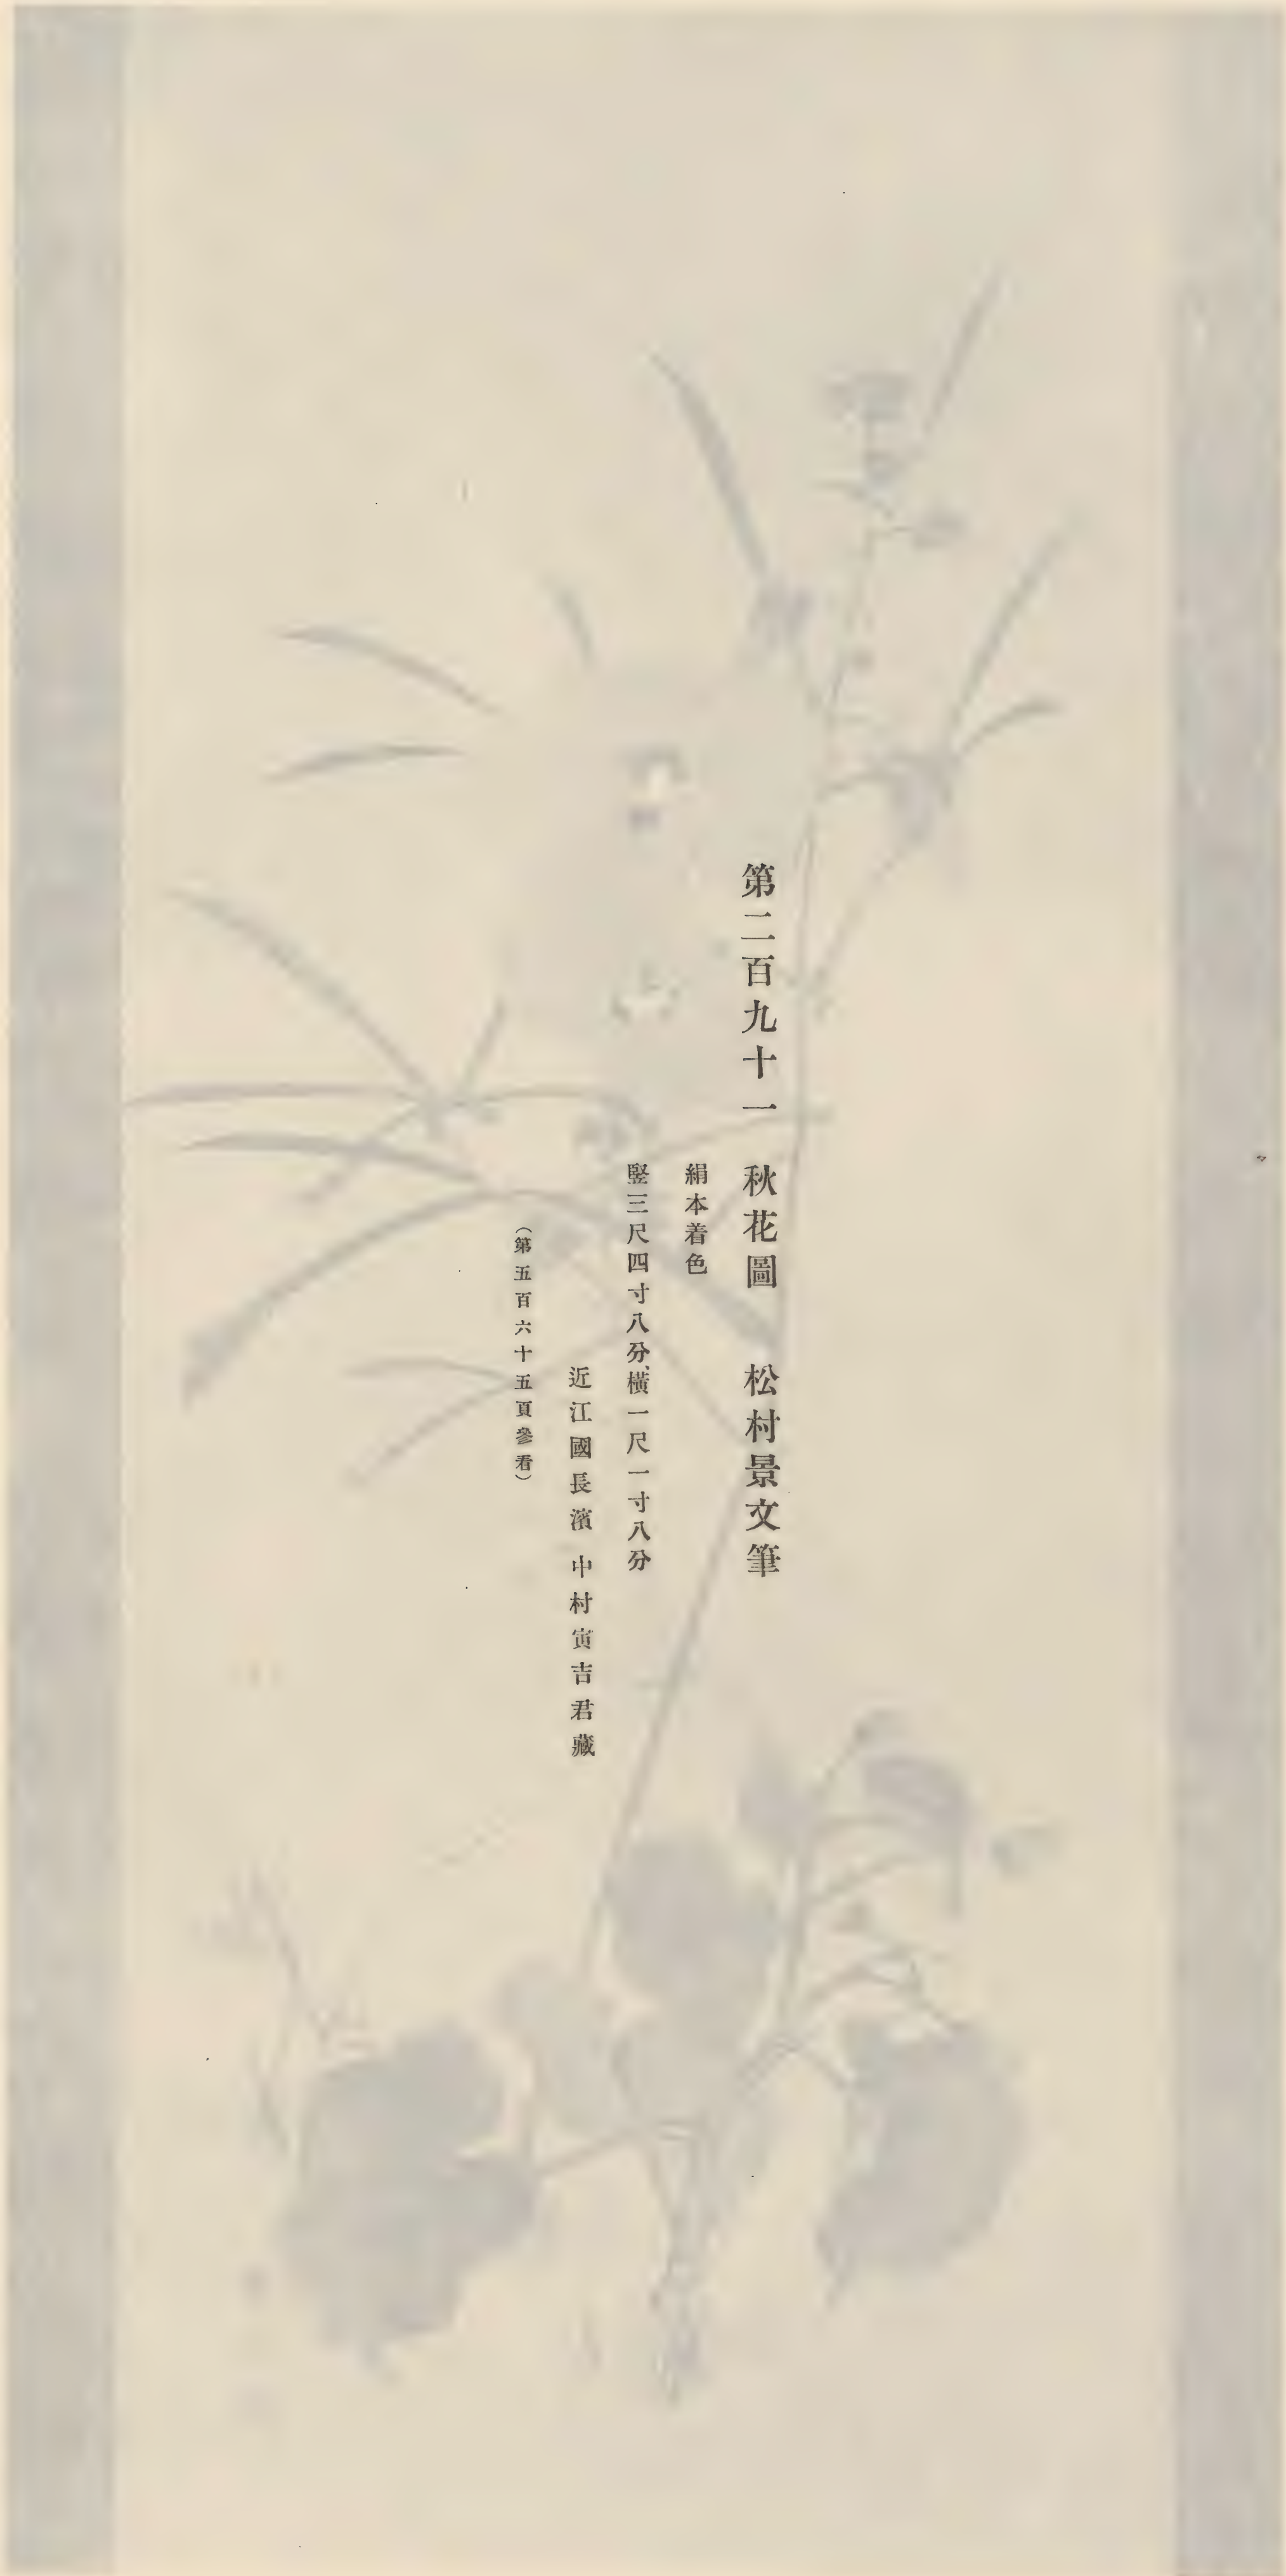 第二百九十一　秋花圖　松村景文筆
絹本着色
竪三尺四寸八分、橫一尺一寸八分
近江國長濱 中村寅吉君藏
（第五百六十五頁參看）